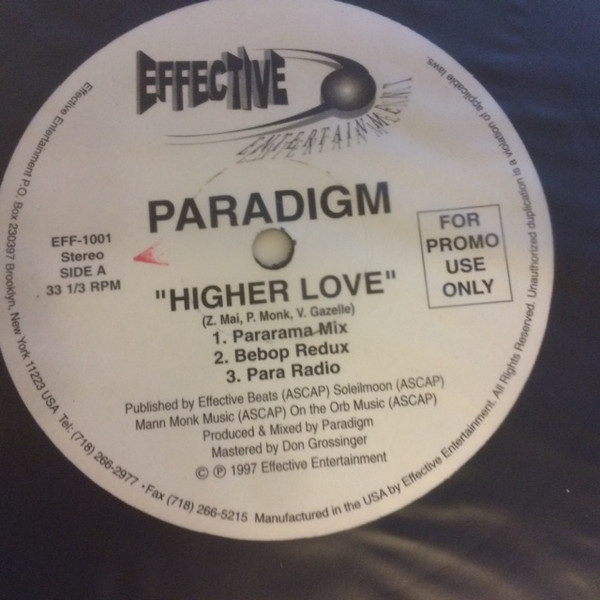 EFFECTIVE
ENTERTAINMENT
PARADIGM
EFF-1001
Stereo
SIDE A
33 1/3 RPM
FOR
PROMO
USE
ONLY
"HIGHER LOVE"
(Z. Mai, P. Monk, V. Gazelle)
1. Pararama Mix
2. Bebop Redux
3. Para Radio
Published by Effective Beats (ASCAP) Soleilmoon (ASCAP)
Mann Monk Music (ASCAP) On the Orb Music (ASCAP)
Produced & Mixed by Paradigm
Mastered by Don Grossinger
© ℗ 1997 Effective Entertainment
Effective Entertainment P.O. Box 230397 Brooklyn, New York 11223 USA Tel: (718) 266-2977 • Fax (718) 266-5215 Manufactured in the USA by Effective Entertainment. All Rights Reserved. Unauthorized duplication is a violation of applicable laws.